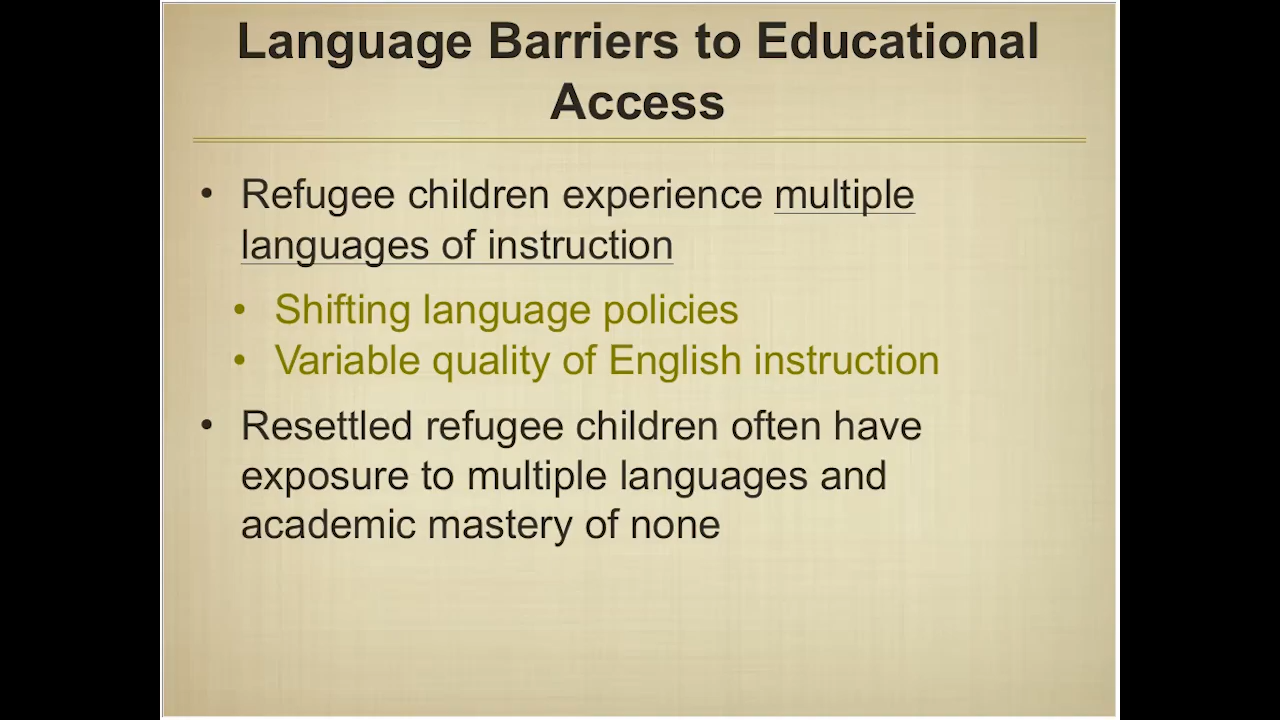 Language Barriers to Educational
Access
• Refugee children experience multiple
languages of instruction
• Shifting language policies
• Variable quality of English instruction
• Resettled refugee children often have
exposure to multiple languages and
academic mastery of none